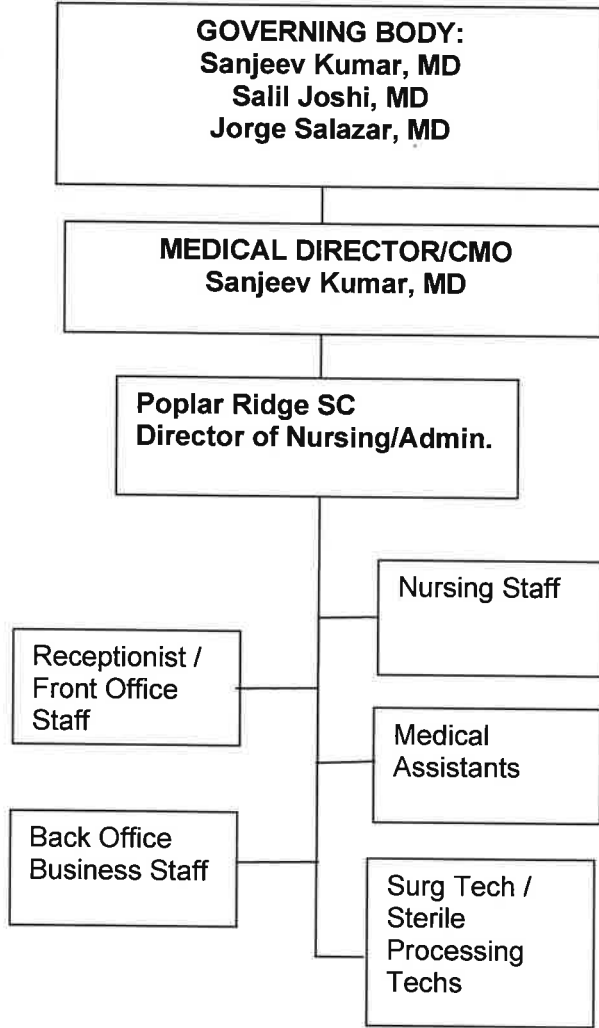 GOVERNING BODY:
Sanjeev Kumar, MD
Salil Joshi, MD
Jorge Salazar, MD
MEDICAL DIRECTOR/CMO
Sanjeev Kumar, MD
Poplar Ridge SC
Director of Nursing/Admin.
Nursing Staff
Receptionist /
Front Office
Staff
Medical
Assistants
Back Office
Business Staff
Surg Tech /
Sterile
Processing
Techs